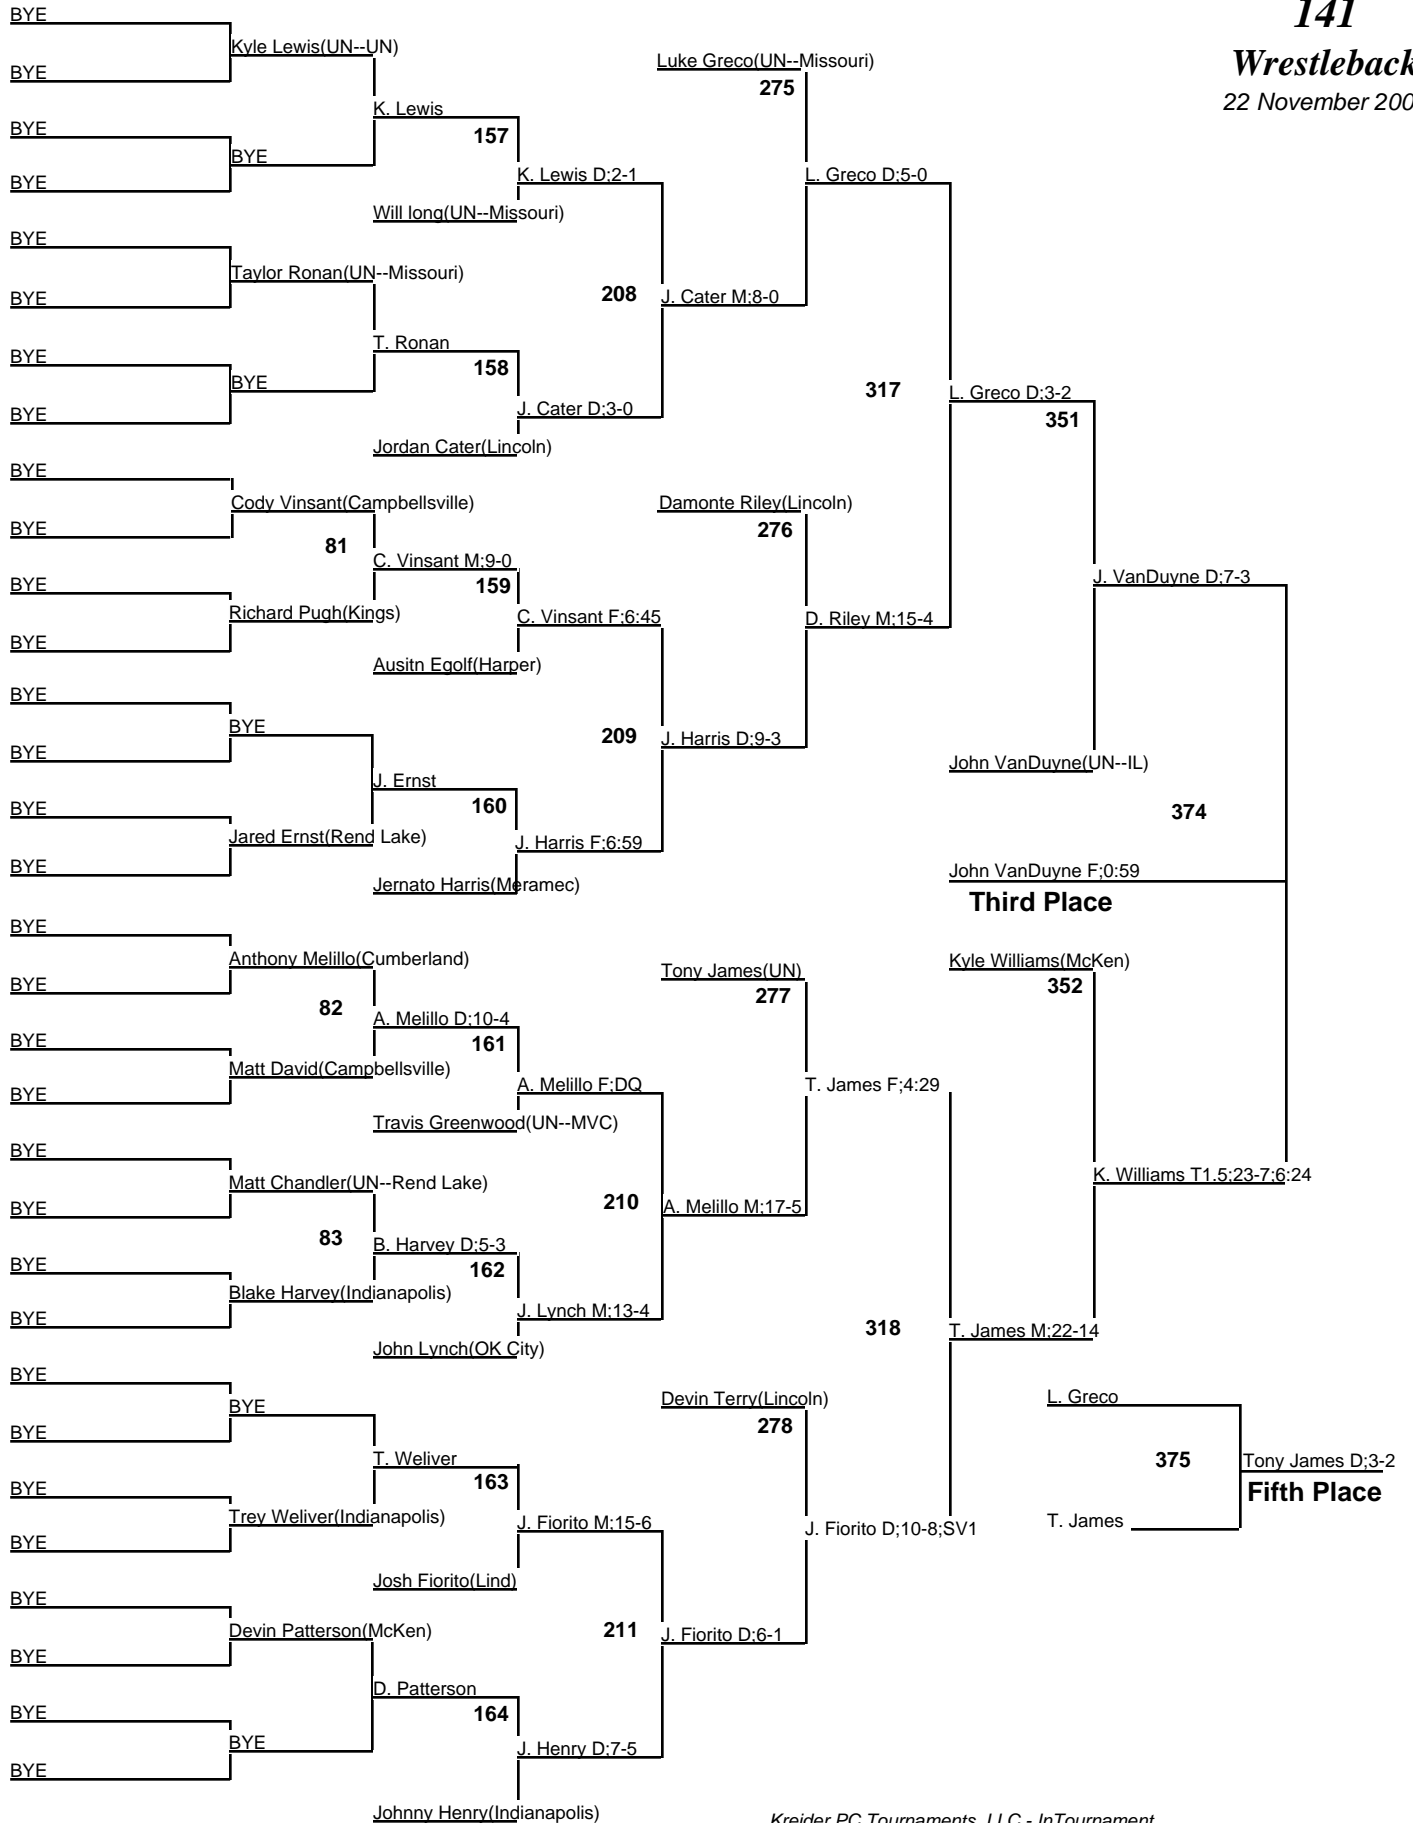 141
Wrestleback
22 November 200
BYE
Kyle Lewis(UN--UN)
BYE
Luke Greco(UN--Missouri)
275
K. Lewis
157
BYE
BYE
BYE
K. Lewis D;2-1
L. Greco D;5-0
Will long(UN--Missouri)
BYE
Taylor Ronan(UN--Missouri)
BYE
208
J. Cater M;8-0
T. Ronan
158
BYE
BYE
BYE
317
L. Greco D;3-2
351
J. Cater D;3-0
Jordan Cater(Lincoln)
BYE
Cody Vinsant(Campbellsville)
BYE
Damonte Riley(Lincoln)
276
81
C. Vinsant M;9-0
159
BYE
Richard Pugh(Kings)
BYE
J. VanDuyne D;7-3
C. Vinsant F;6:45
D. Riley M;15-4
Ausitn Egolf(Harper)
BYE
BYE
BYE
209
J. Harris D;9-3
John VanDuyne(UN--IL)
J. Ernst
160
BYE
Jared Ernst(Rend Lake)
BYE
374
J. Harris F;6:59
Jernato Harris(Meramec)
John VanDuyne F;0:59
Third Place
BYE
Anthony Melillo(Cumberland)
BYE
Tony James(UN)
277
Kyle Williams(McKen)
352
82
A. Melillo D;10-4
161
BYE
Matt David(Campbellsville)
BYE
A. Melillo F;DQ
T. James F;4:29
Travis Greenwood(UN--MVC)
BYE
Matt Chandler(UN--Rend Lake)
BYE
210
A. Melillo M;17-5
K. Williams T1.5;23-7;6:24
83
B. Harvey D;5-3
162
BYE
Blake Harvey(Indianapolis)
BYE
J. Lynch M;13-4
318
T. James M;22-14
John Lynch(OK City)
BYE
BYE
BYE
Devin Terry(Lincoln)
278
L. Greco
T. Weliver
163
375
Tony James D;3-2
Fifth Place
BYE
Trey Weliver(Indianapolis)
BYE
J. Fiorito M;15-6
J. Fiorito D;10-8;SV1
T. James
Josh Fiorito(Lind)
BYE
Devin Patterson(McKen)
BYE
211
J. Fiorito D;6-1
D. Patterson
164
BYE
BYE
BYE
J. Henry D;7-5
Johnny Henry(Indianapolis)
Kreider PC Tournaments, LLC - InTournament